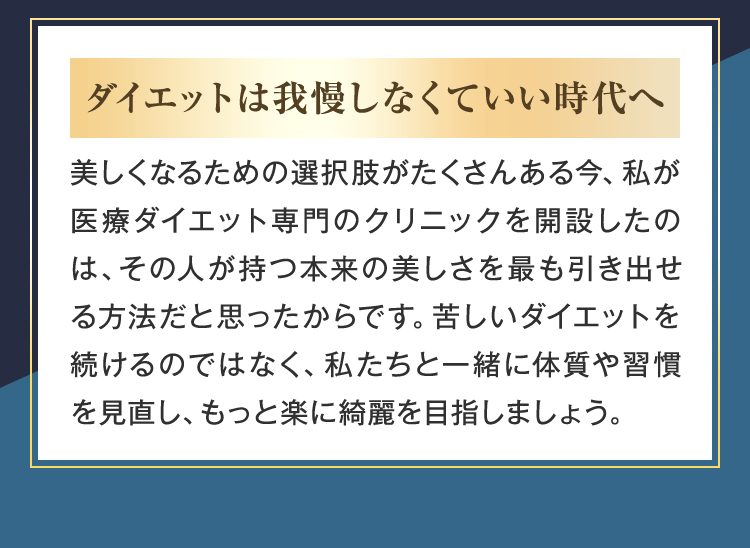 ダイエットは我慢しなくていい時代へ
美しくなるための選択肢がたくさんある今、私が
医療ダイエット専門のクリニックを開設したの
は、その人が持つ本来の美しさを最も引き出せ
る方法だと思ったからです。苦しいダイエットを
続けるのではなく、私たちと一緒に体質や習慣
を見直し、もっと楽に綺麗を目指しましょう。